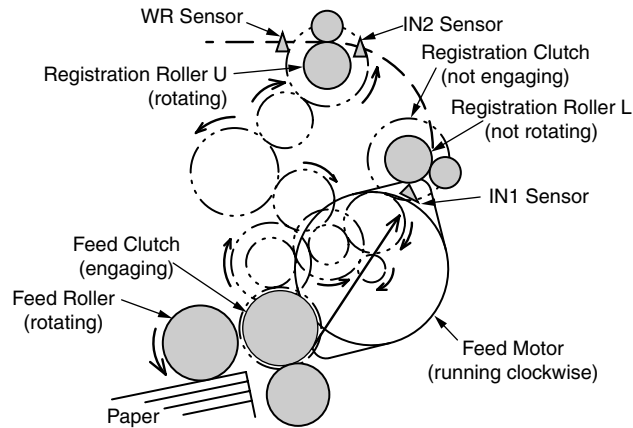 WR Sensor
IN2 Sensor
Registration Clutch
(not engaging)
Registration Roller U
(rotating)
Registration Roller L
(not rotating)
IN1 Sensor
Feed Clutch
(engaging)
Feed Roller
(rotating)
Feed Motor
(running clockwise)
Paper